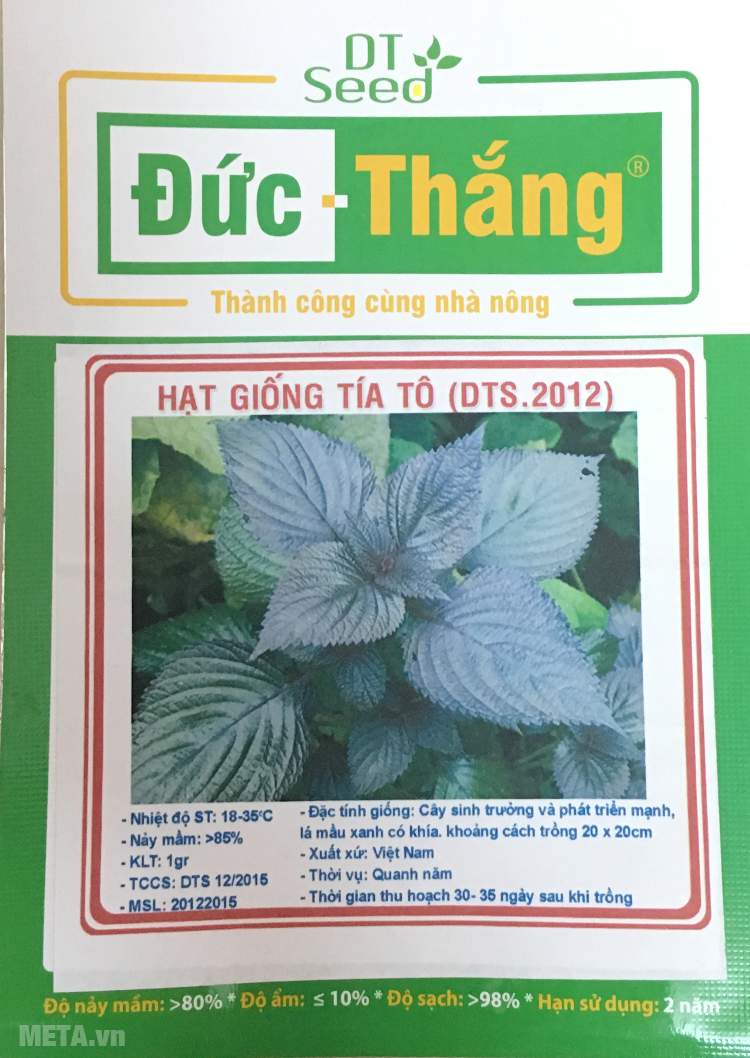 DT
Seed
Đức - Thắng®
Thành công cùng nhà nông
HẠT GIỐNG TÍA TÔ (DTS.2012)
- Nhiệt độ ST: 18-35°C
- Nảy mầm: >85%
- KLT: 1gr
- TCCS: DTS 12/2015
- MSL: 20122015
- Đặc tính giống: Cây sinh trưởng và phát triển mạnh,
lá mầu xanh có khía. khoảng cách trồng 20 x 20cm
- Xuất xứ: Việt Nam
- Thời vụ: Quanh năm
- Thời gian thu hoạch 30- 35 ngày sau khi trồng
Độ nảy mầm: >80% * Độ ẩm: ≤ 10% * Độ sạch: >98% * Hạn sử dụng: 2 năm
META.vn